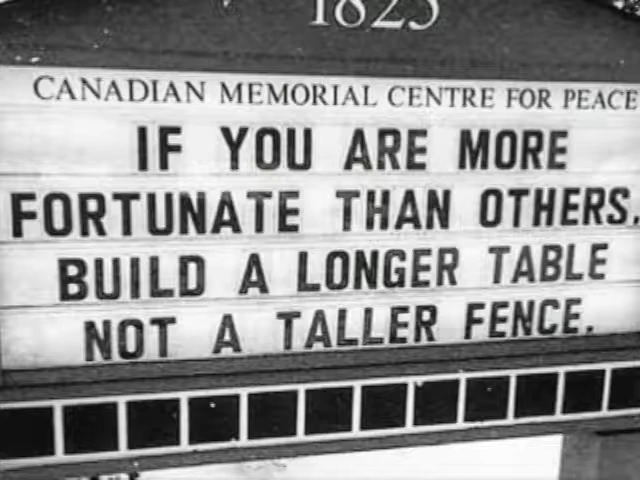 1825
CANADIAN MEMORIAL CENTRE FOR PEACE
IF YOU ARE MORE
FORTUNATE THAN OTHERS,
BUILD A LONGER TABLE
NOT A TALLER FENCE.